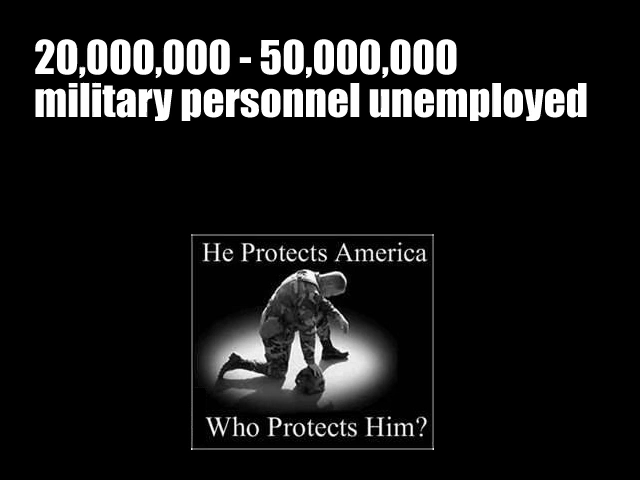 20,000,000 - 50,000,000
military personnel unemployed
He Protects America
Who Protects Him?